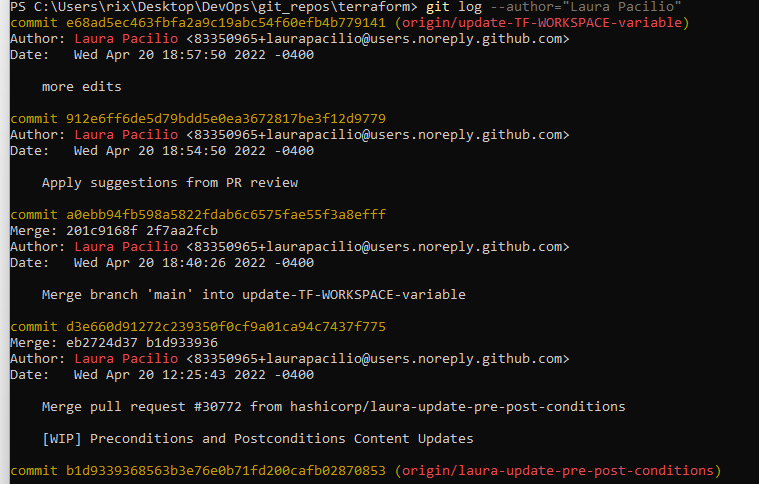 PS C:\Users\rix\Desktop\DevOps\git_repos\terraform> git log --author="Laura Pacilio"
commit e68ad5ec463fbfa2a9c19abc54f60efb4b779141 (origin/update-TF-WORKSPACE-variable)
Author: Laura Pacilio <83350965+laurapacilio@users.noreply.github.com>
Date:   Wed Apr 20 18:57:50 2022 -0400
more edits
commit 912e6ff6de5d79bdd5e0ea3672817be3f12d9779
Author: Laura Pacilio <83350965+laurapacilio@users.noreply.github.com>
Date:   Wed Apr 20 18:54:50 2022 -0400
Apply suggestions from PR review
commit a0ebb94fb598a5822fdab6c6575fae55f3a8efff
Merge: 201c9168f 2f7aa2fcb
Author: Laura Pacilio <83350965+laurapacilio@users.noreply.github.com>
Date:   Wed Apr 20 18:40:26 2022 -0400
Merge branch 'main' into update-TF-WORKSPACE-variable
commit d3e660d91272c239350f0cf9a01ca94c7437f775
Merge: eb2724d37 b1d933936
Author: Laura Pacilio <83350965+laurapacilio@users.noreply.github.com>
Date:   Wed Apr 20 12:25:43 2022 -0400
Merge pull request #30772 from hashicorp/laura-update-pre-post-conditions
[WIP] Preconditions and Postconditions Content Updates
commit b1d9339368563b3e76e0b71fd200cafb02870853 (origin/laura-update-pre-post-conditions)